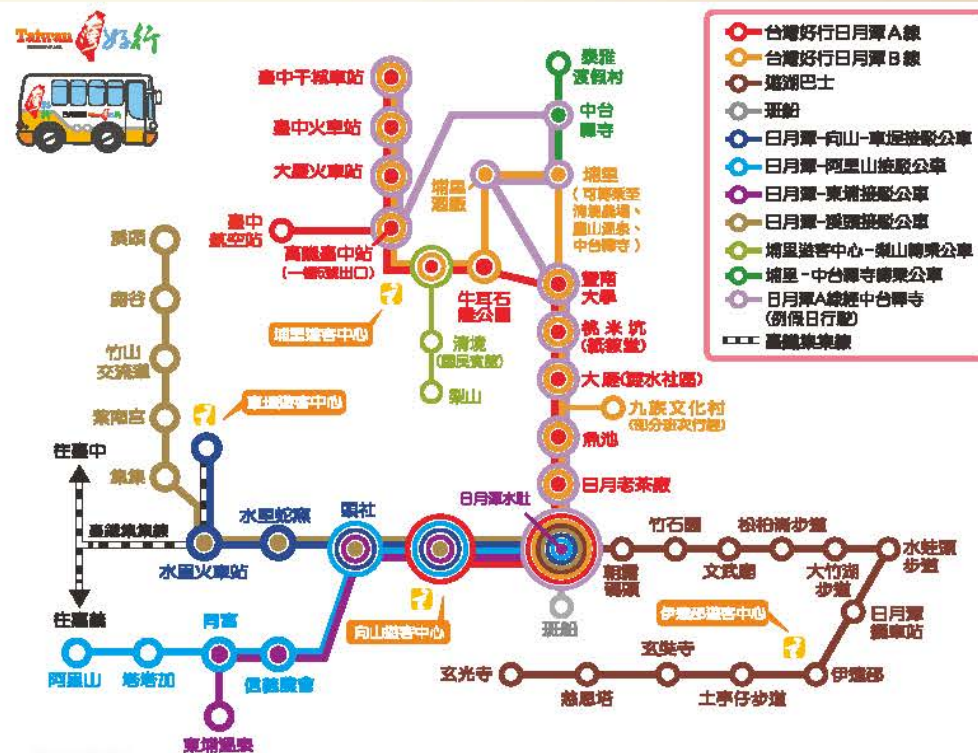 Taiwan 好行
臺中干城車站
臺中火車站
大慶火車站
臺中
航空站
高鐵臺中站
(一樓5號出口)
埔里
酒廠
泰雅
渡假村
中台
禪寺
埔里
(可轉乘至
清境農場、
廬山溫泉、
中台禪寺)
牛耳石
雕公園
埔里遊客中心
清境
(國民賓館)
梨山
暨南
大學
桃米坑
(紙教堂)
大雁(澀水社區)
九族文化村
(部分班次行經)
魚池
日月老茶廠
日月潭水社
溪頭
鹿谷
竹山
交流道
紫南宮
集集
車埕遊客中心
往臺中
臺鐵集集線
往嘉義
水里火車站
水里蛇窯
頭社
向山遊客中心
朝霧
碼頭
竹石園
文武廟
松柏崙步道
大竹湖
步道
水蛙頭
步道
日月潭
纜車站
伊達邵遊客中心
伊達邵
土亭仔步道
玄奘寺
慈恩塔
玄光寺
班船
阿里山
塔塔加
同富
信義農會
東埔溫泉
台灣好行日月潭A線
台灣好行日月潭B線
遊湖巴士
班船
日月潭-向山-車埕接駁公車
日月潭-阿里山接駁公車
日月潭-東埔接駁公車
日月潭-溪頭接駁公車
埔里遊客中心-梨山轉乘公車
埔里-中台禪寺轉乘公車
日月潭A線經中台禪寺
(例假日行駛)
臺鐵集集線